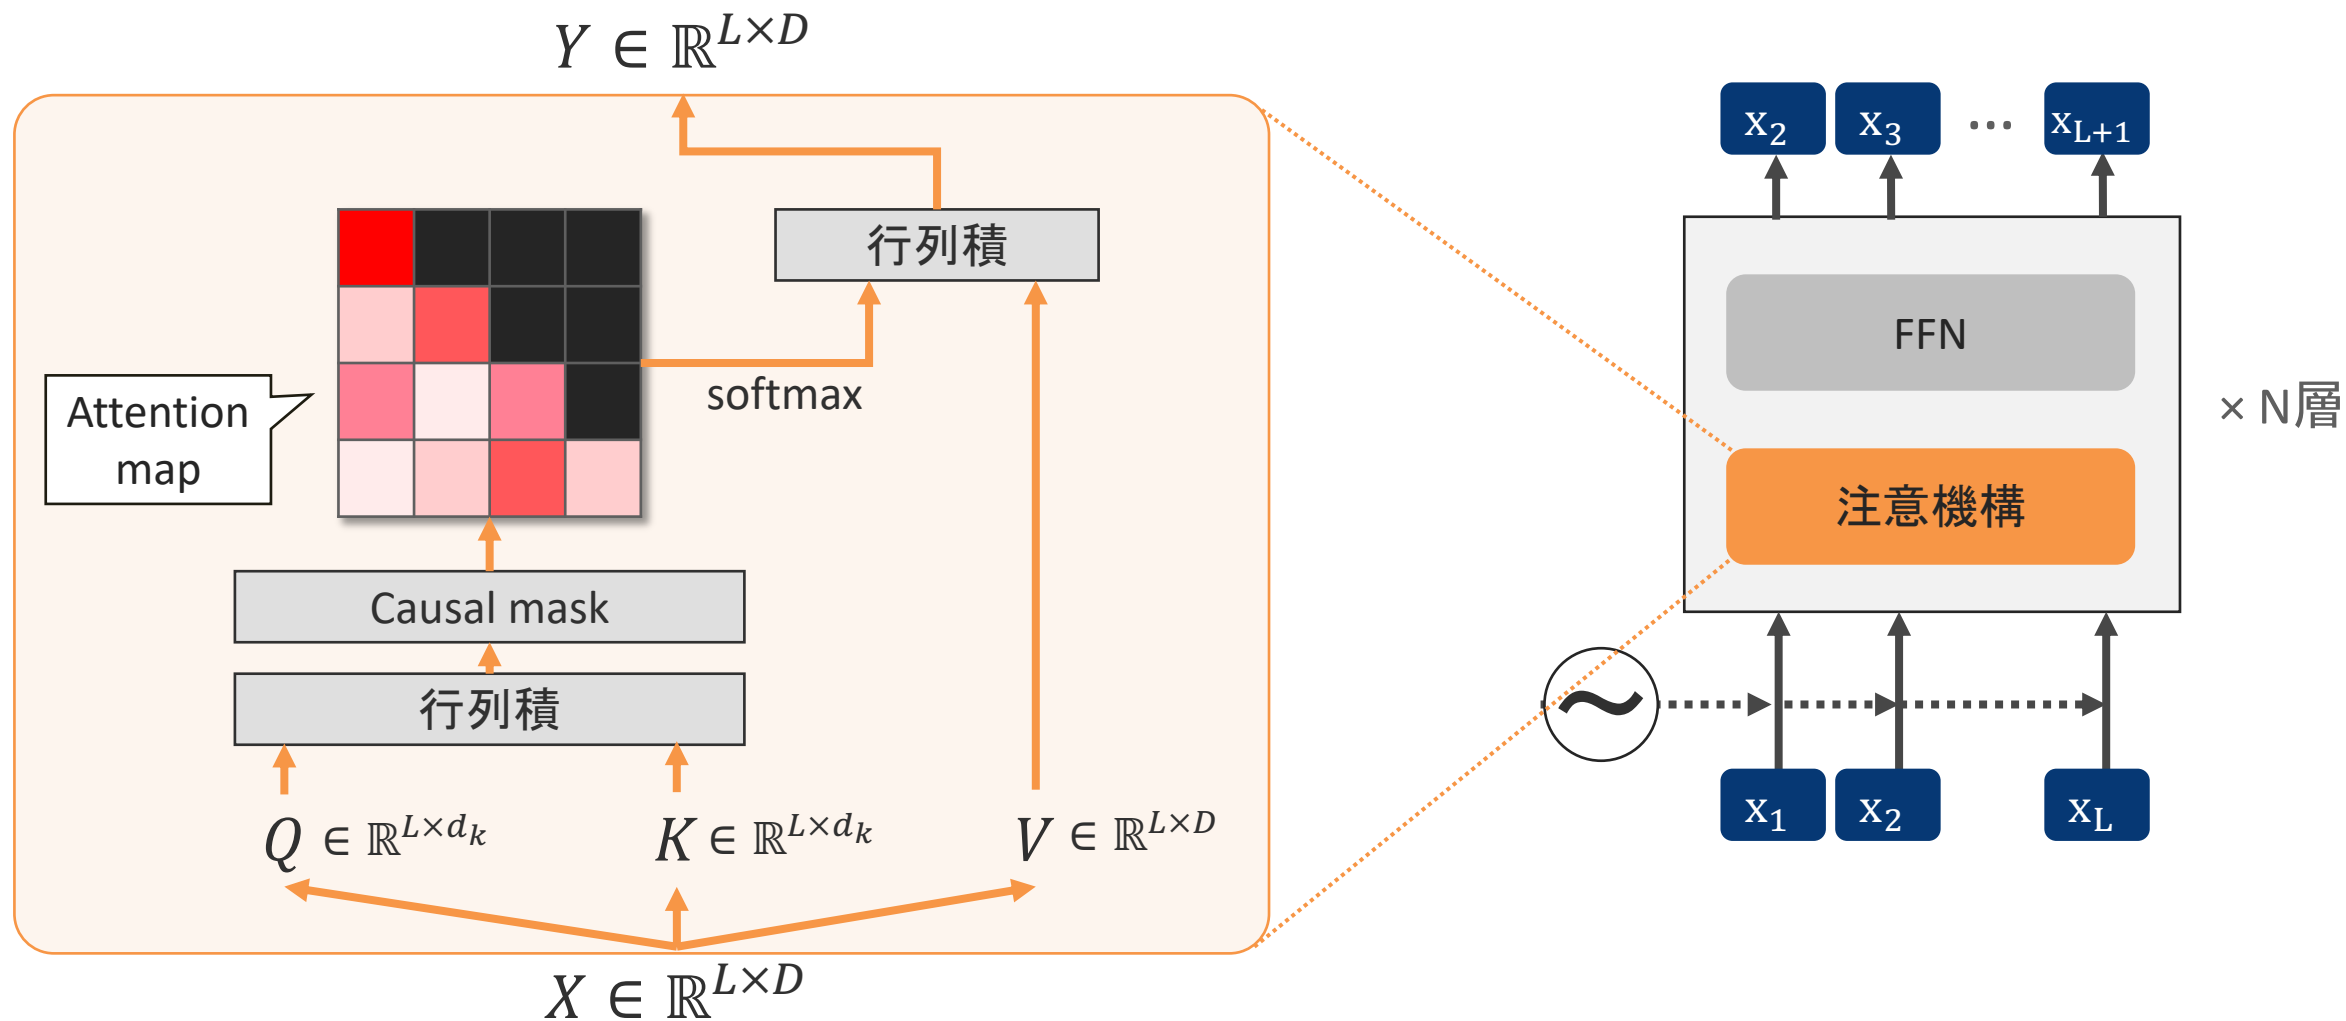 Y ∈ ℝ^{L×D}
行列積
softmax
Attention
map
Causal mask
行列積
Q ∈ ℝ^{L×d_k}
K ∈ ℝ^{L×d_k}
V ∈ ℝ^{L×D}
X ∈ ℝ^{L×D}
x_2
x_3
...
x_{L+1}
FFN
注意機構
× N層
~
x_1
x_2
x_L